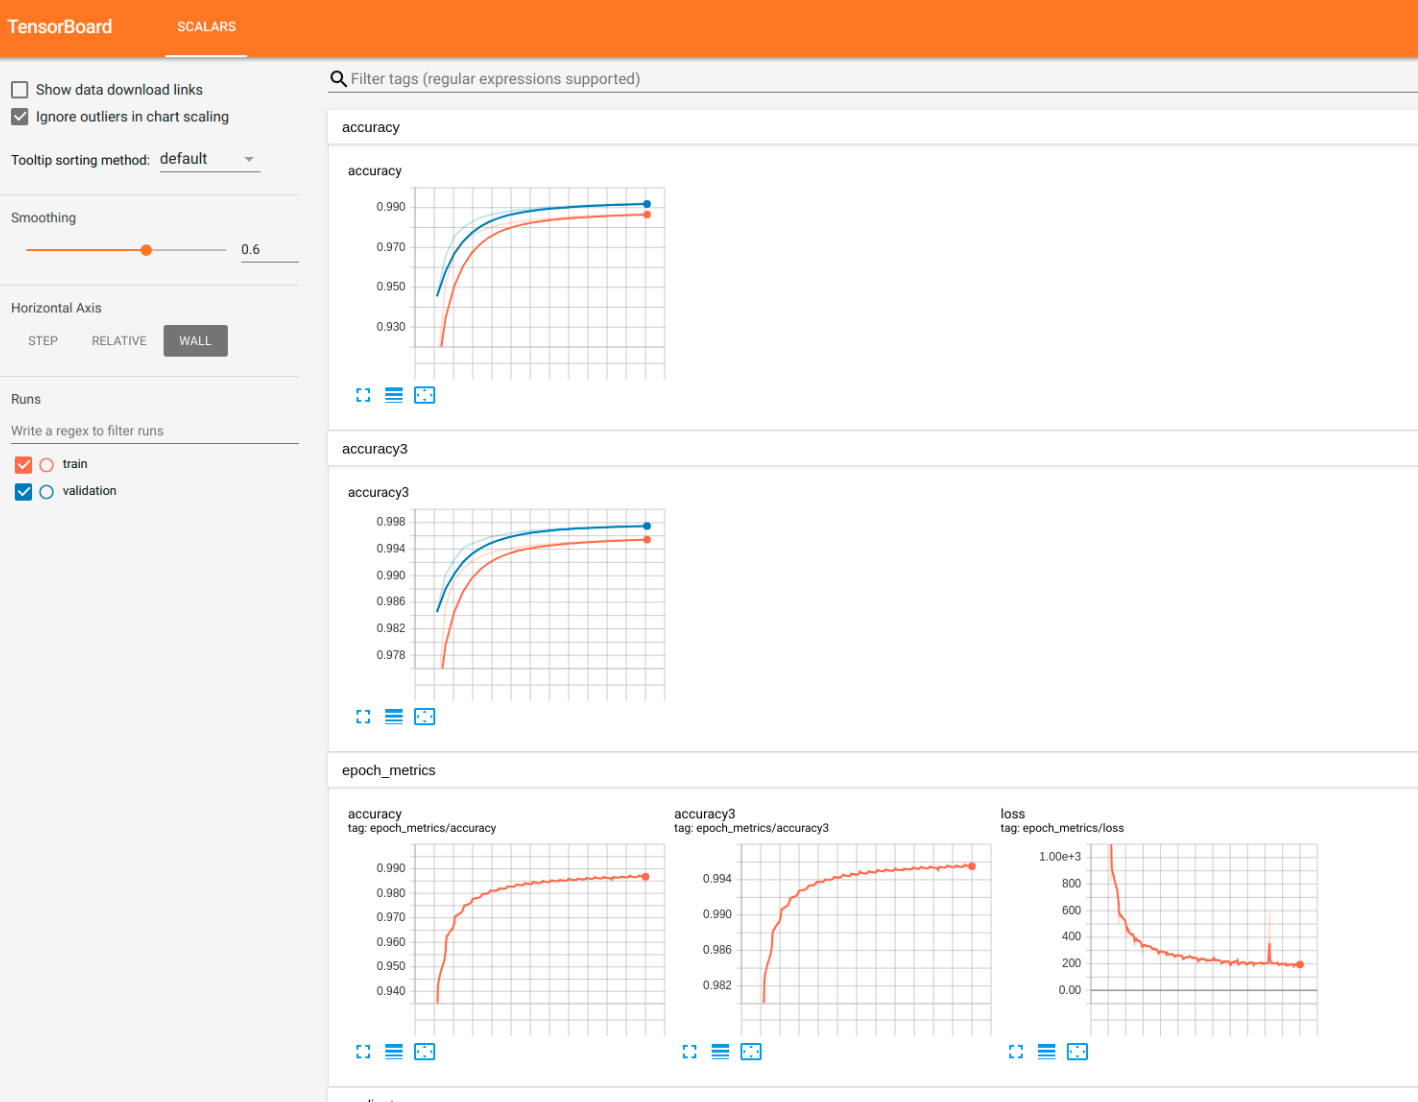 TensorBoard
SCALARS
Show data download links
Ignore outliers in chart scaling
Tooltip sorting method: default
Smoothing
0.6
Horizontal Axis
STEP RELATIVE WALL
Runs
Write a regex to filter runs
train
validation
Filter tags (regular expressions supported)
accuracy
accuracy
0.990
0.970
0.950
0.930
accuracy3
accuracy3
0.998
0.994
0.990
0.986
0.982
0.978
epoch_metrics
accuracy
tag: epoch_metrics/accuracy
0.990
0.980
0.970
0.960
0.950
0.940
accuracy3
tag: epoch_metrics/accuracy3
0.994
0.990
0.986
0.982
loss
tag: epoch_metrics/loss
1.00e+3
800
600
400
200
0.00